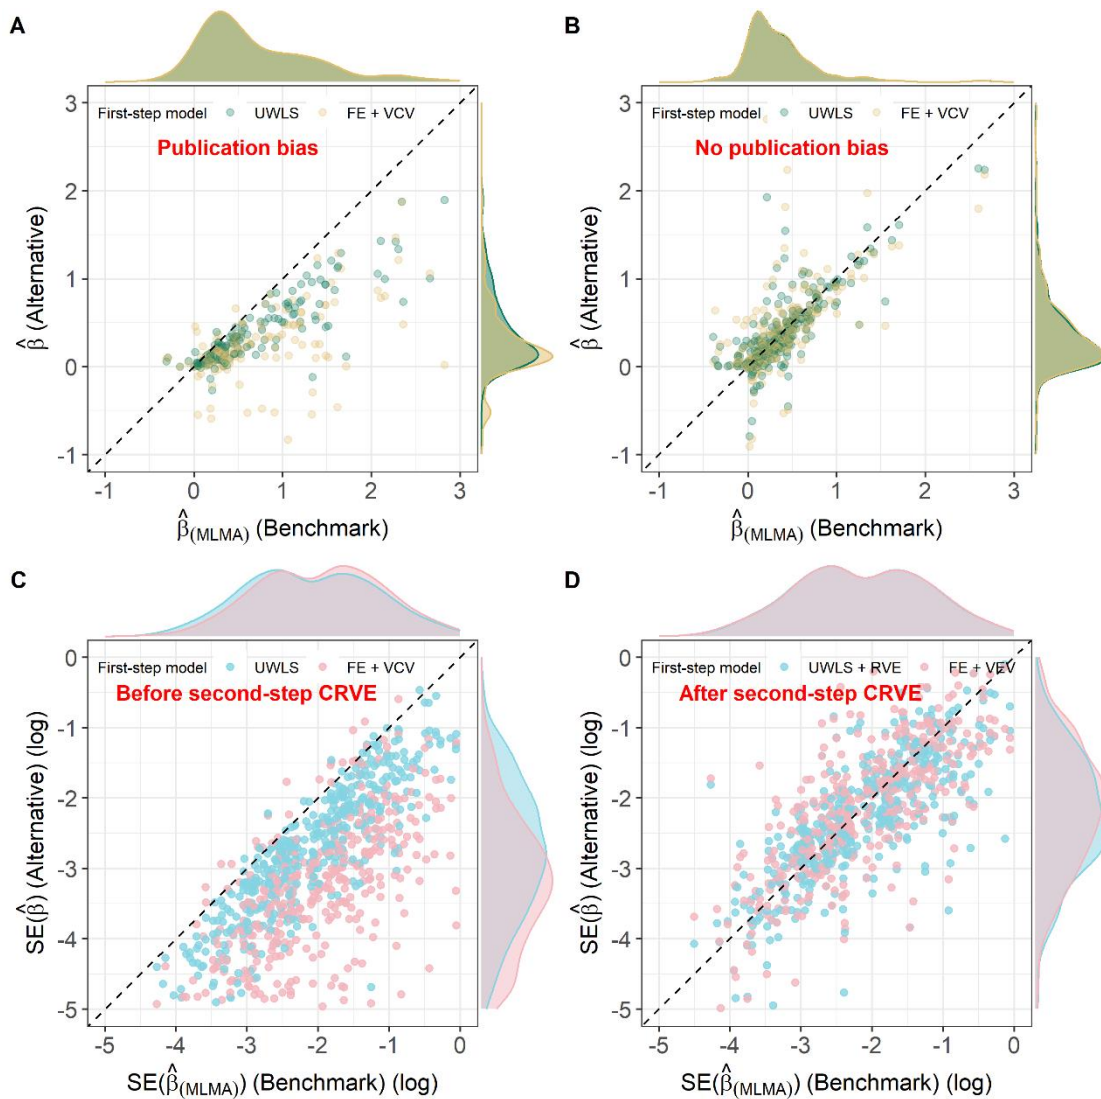 A
First-step model UWLS FE + VCV
Publication bias
3
2
1
0
-1
β̂ (Alternative)
-1 0 1 2 3
β̂(MLMA) (Benchmark)
B
First-step model UWLS FE + VCV
No publication bias
3
2
1
0
-1
β̂ (Alternative)
-1 0 1 2 3
β̂(MLMA) (Benchmark)
C
First-step model UWLS FE + VCV
Before second-step CRVE
0
-1
-2
-3
-4
-5
SE(β̂) (Alternative) (log)
-5 -4 -3 -2 -1 0
SE(β̂(MLMA)) (Benchmark) (log)
D
First-step model UWLS + RVE FE + VEV
After second-step CRVE
0
-1
-2
-3
-4
-5
SE(β̂) (Alternative) (log)
-5 -4 -3 -2 -1 0
SE(β̂(MLMA)) (Benchmark) (log)